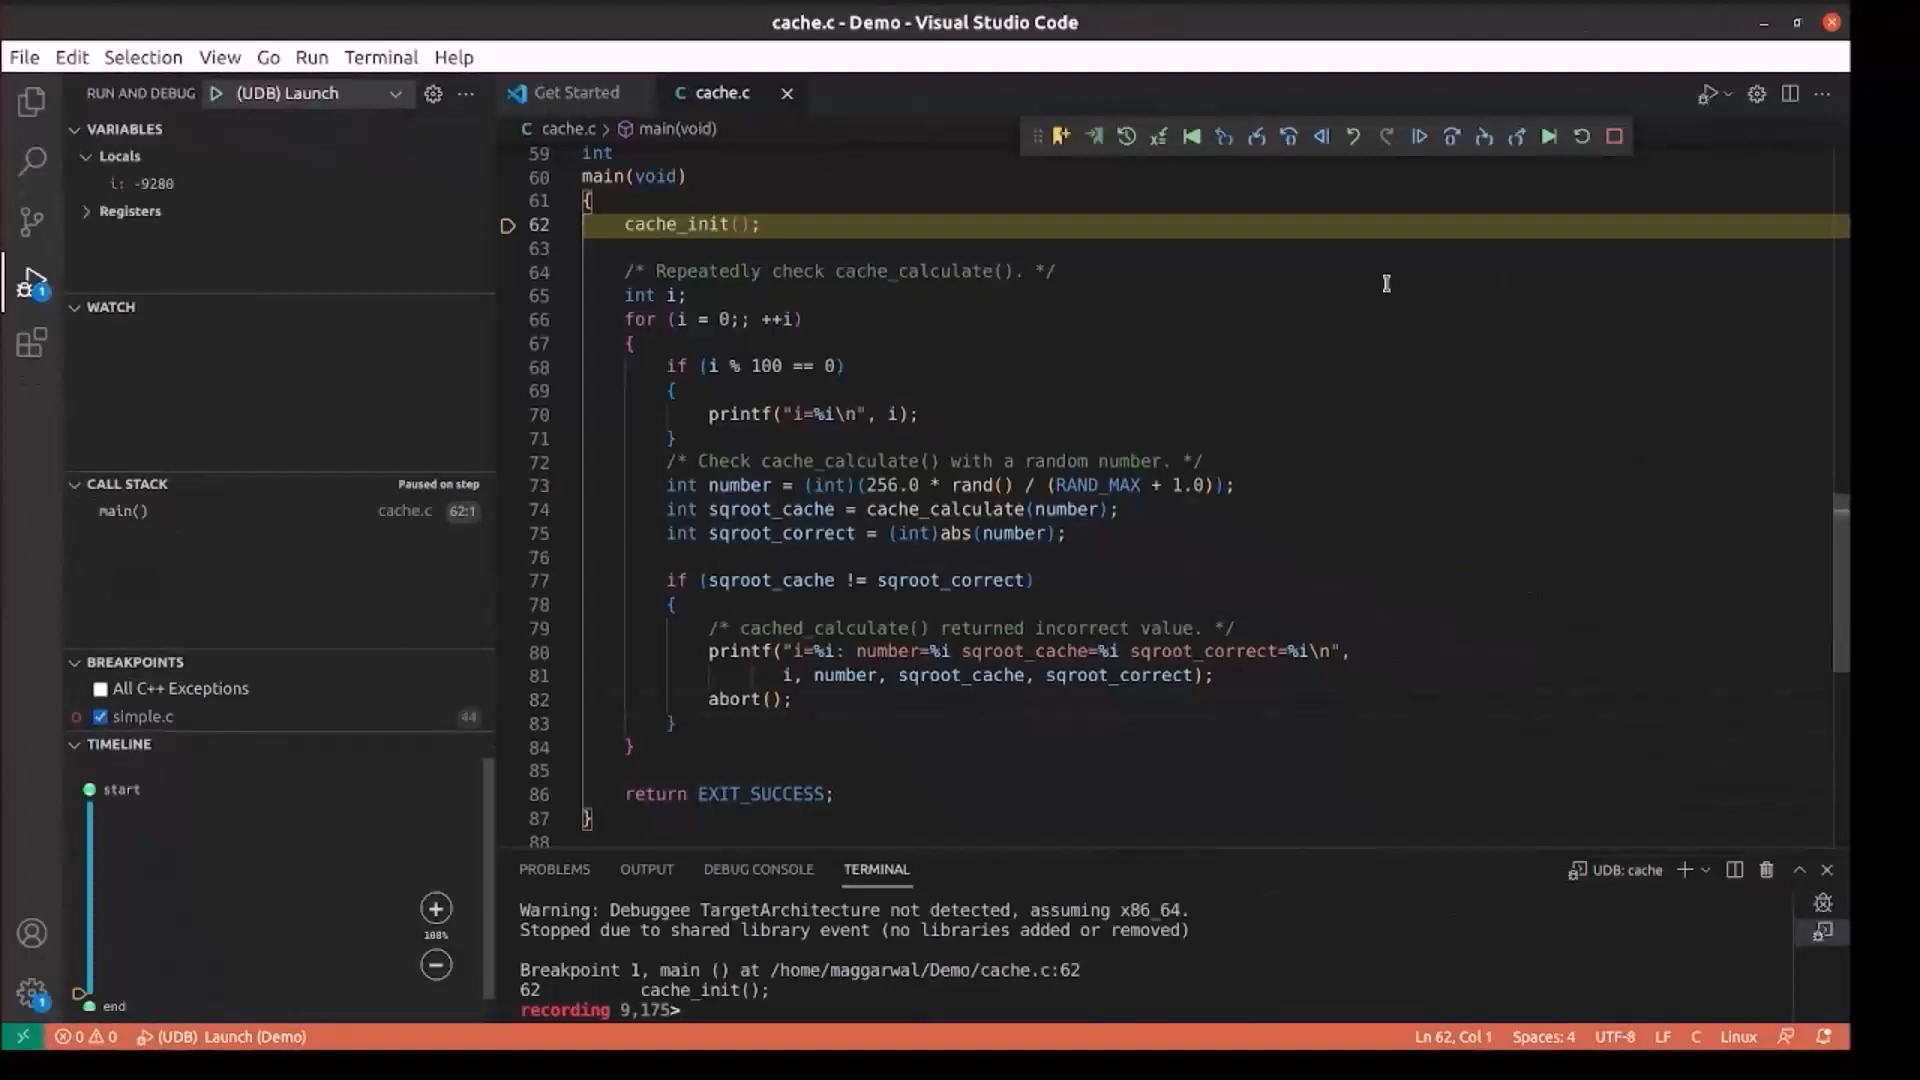 cache.c - Demo - Visual Studio Code
File Edit Selection View Go Run Terminal Help
RUN AND DEBUG (UDB) Launch
VARIABLES
Locals
i: -9280
Registers
WATCH
CALL STACK Paused on step
main() cache.c 62:1
BREAKPOINTS
All C++ Exceptions
simple.c 44
TIMELINE
start
108%
end
Get Started cache.c
C cache.c > main(void)
59 int
60 main(void)
61 {
62 cache_init();
63
64 /* Repeatedly check cache_calculate(). */
65 int i;
66 for (i = 0;; ++i)
67 {
68 if (i % 100 == 0)
69 {
70 printf("i=%i\n", i);
71 }
72 /* Check cache_calculate() with a random number. */
73 int number = (int)(256.0 * rand() / (RAND_MAX + 1.0));
74 int sqroot_cache = cache_calculate(number);
75 int sqroot_correct = (int)abs(number);
76
77 if (sqroot_cache != sqroot_correct)
78 {
79 /* cached_calculate() returned incorrect value. */
80 printf("i=%i: number=%i sqroot_cache=%i sqroot_correct=%i\n",
81 i, number, sqroot_cache, sqroot_correct);
82 abort();
83 }
84 }
85
86 return EXIT_SUCCESS;
87 }
88
PROBLEMS OUTPUT DEBUG CONSOLE TERMINAL UDB: cache
Warning: Debuggee TargetArchitecture not detected, assuming x86_64.
Stopped due to shared library event (no libraries added or removed)
Breakpoint 1, main () at /home/maggarwal/Demo/cache.c:62
62 cache_init();
recording 9,175>
0 0 (UDB) Launch (Demo) Ln 62, Col 1 Spaces: 4 UTF-8 LF C Linux